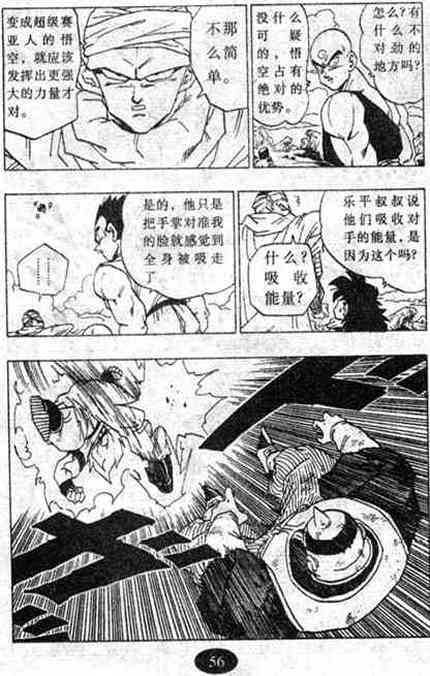 怎么?有
什么不
对劲的
地方吗?
没什么
可疑
的,悟
空占有
绝对的
优势。
不那
么简
单。
变成超级赛
亚人的悟
空,就应该
发挥出更强
大的力量才
对。
乐平叔叔说
他们吸收对
手的能量,是
因为这个吗?
什么?
吸收
能量?
是的,他只是
把手掌对准我
的脸就感觉到
全身被吸走
了
……
56